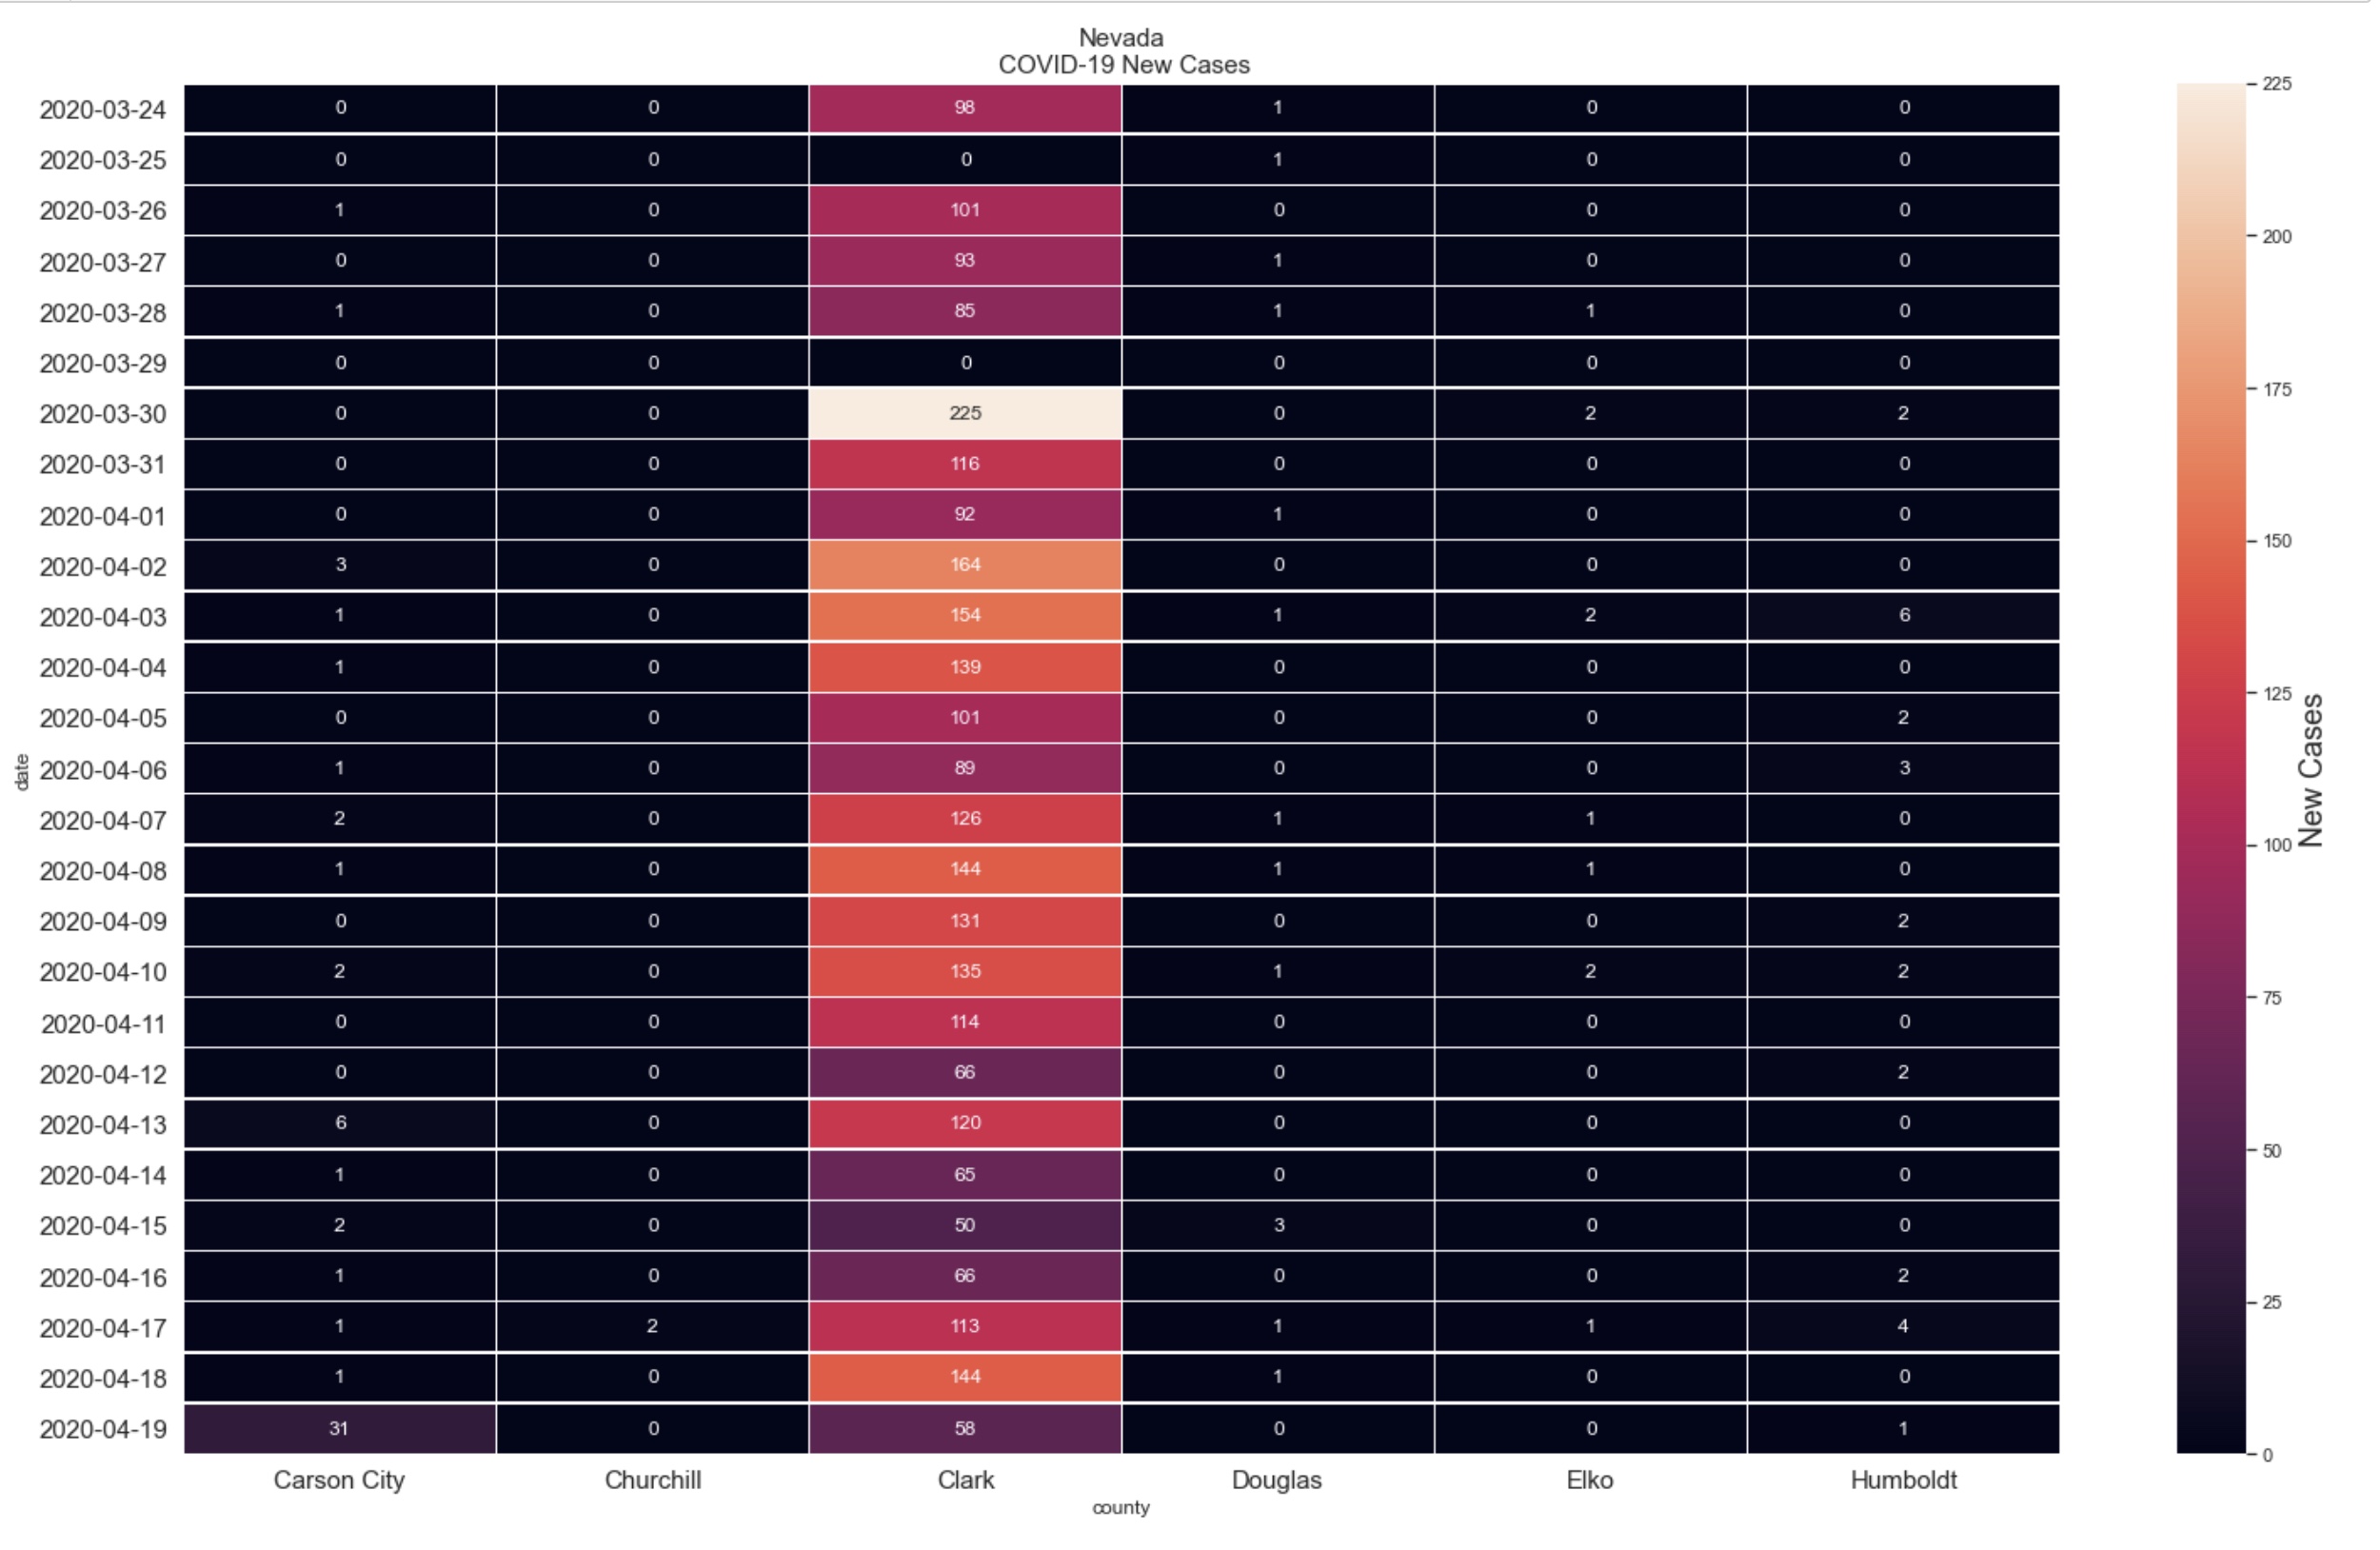 Nevada
COVID-19 New Cases
2020-03-24 0 0 98 1 0 0
2020-03-25 0 0 0 1 0 0
2020-03-26 1 0 101 0 0 0
2020-03-27 0 0 93 1 0 0
2020-03-28 1 0 85 1 1 0
2020-03-29 0 0 0 0 0 0
2020-03-30 0 0 225 0 2 2
2020-03-31 0 0 116 0 0 0
2020-04-01 0 0 92 1 0 0
2020-04-02 3 0 164 0 0 0
2020-04-03 1 0 154 1 2 6
2020-04-04 1 0 139 0 0 0
2020-04-05 0 0 101 0 0 2
2020-04-06 1 0 89 0 0 3
2020-04-07 2 0 126 1 1 0
2020-04-08 1 0 144 1 1 0
2020-04-09 0 0 131 0 0 2
2020-04-10 2 0 135 1 2 2
2020-04-11 0 0 114 0 0 0
2020-04-12 0 0 66 0 0 2
2020-04-13 6 0 120 0 0 0
2020-04-14 1 0 65 0 0 0
2020-04-15 2 0 50 3 0 0
2020-04-16 1 0 66 0 0 2
2020-04-17 1 2 113 1 1 4
2020-04-18 1 0 144 1 0 0
2020-04-19 31 0 58 0 0 1
Carson City Churchill Clark Douglas Elko Humboldt
county
date
225
200
175
150
125
100
75
50
25
0
New Cases